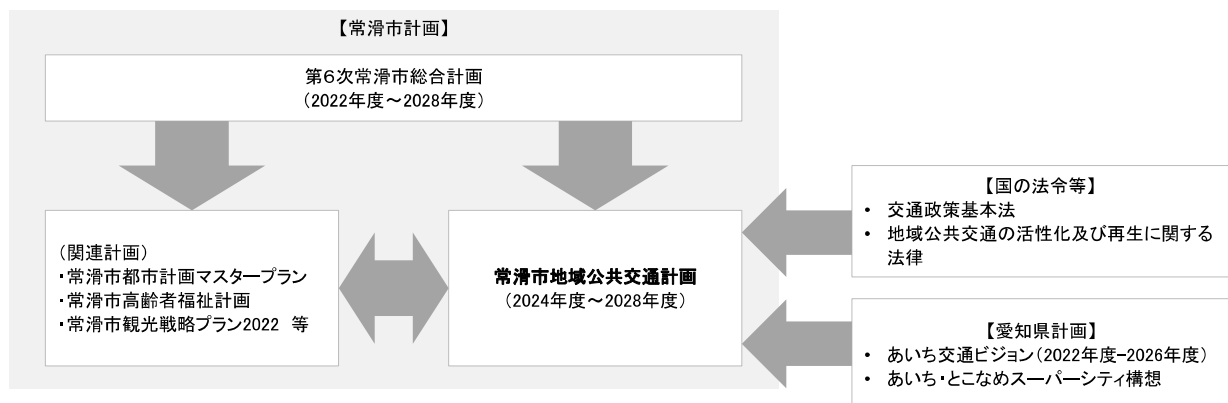 【常滑市計画】
第6次常滑市総合計画
（2022年度～2028年度）
（関連計画）
・常滑市都市計画マスタープラン
・常滑市高齢者福祉計画
・常滑市観光戦略プラン2022　等
常滑市地域公共交通計画
（2024年度～2028年度）
【国の法令等】
• 交通政策基本法
• 地域公共交通の活性化及び再生に関する
法律
【愛知県計画】
• あいち交通ビジョン（2022年度－2026年度）
• あいち・とこなめスーパーシティ構想